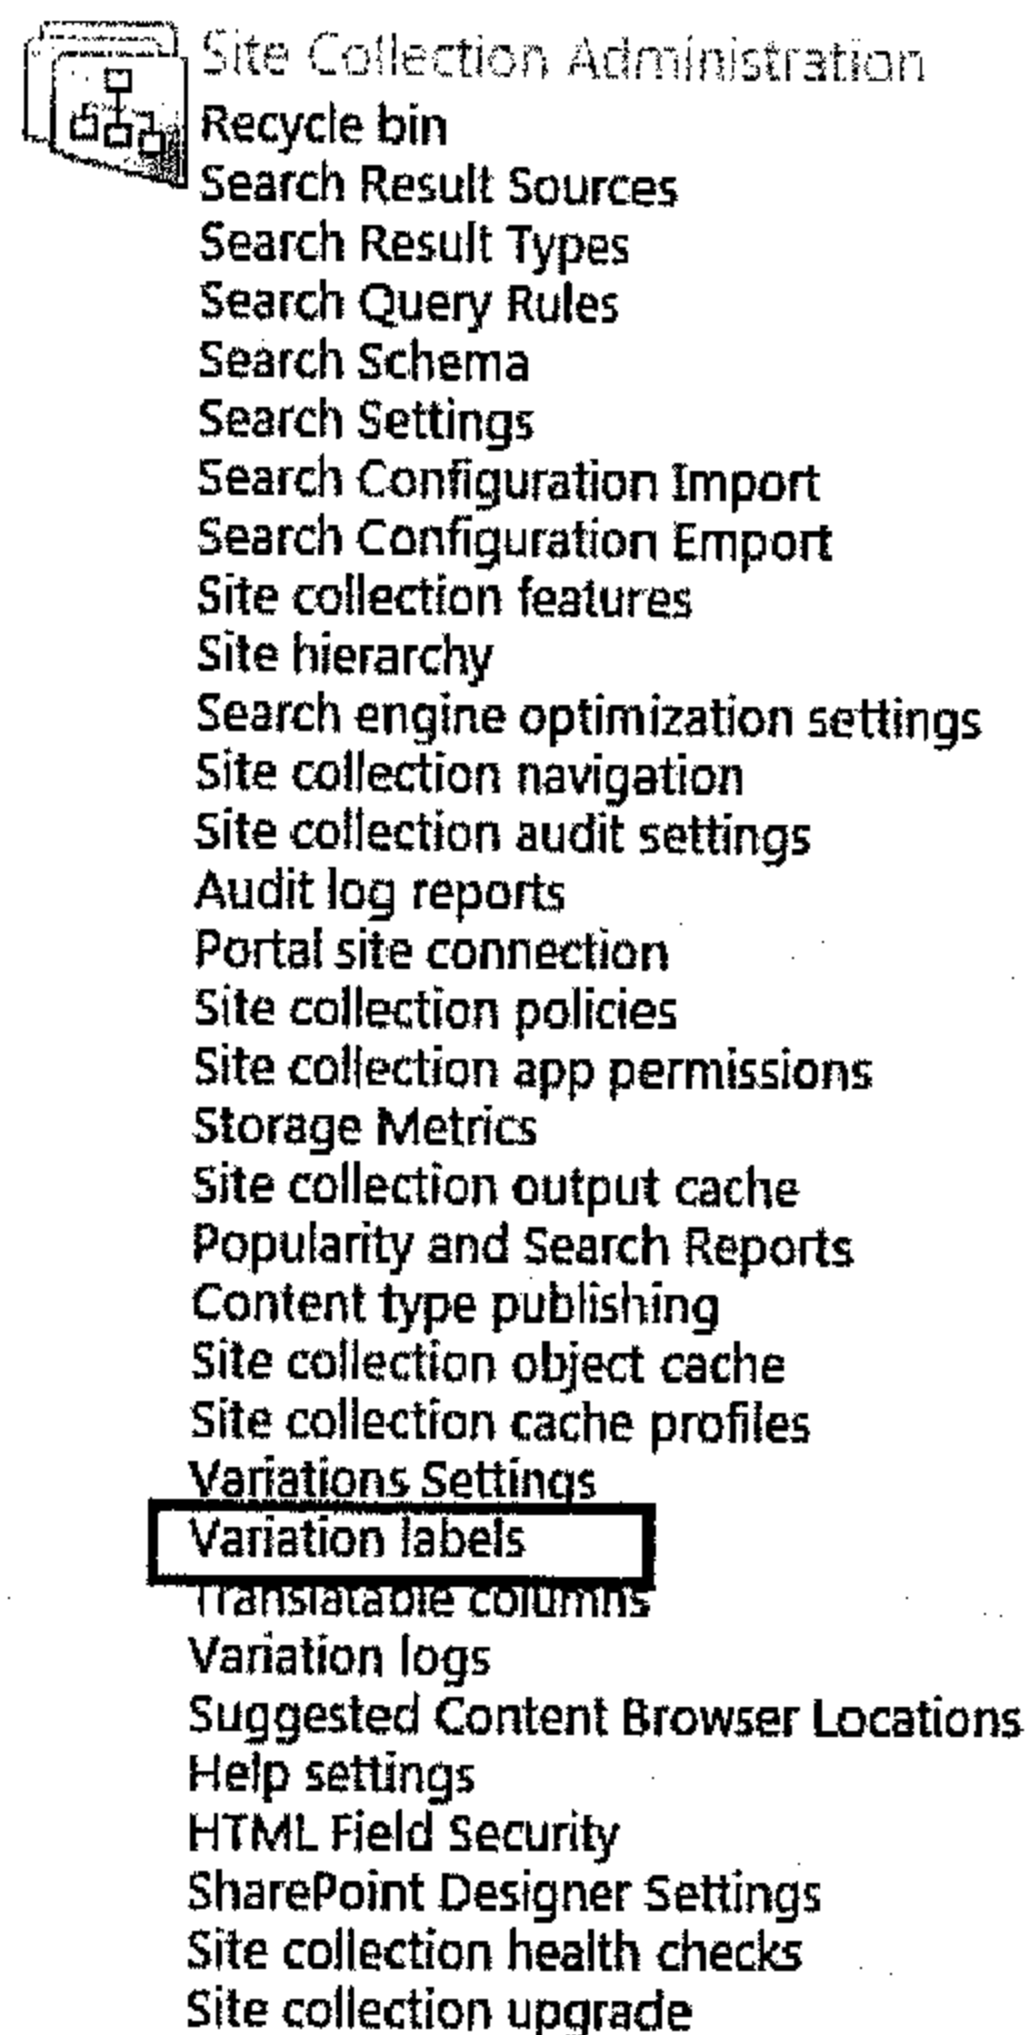 Site Collection Administration
Recycle bin
Search Result Sources
Search Result Types
Search Query Rules
Search Schema
Search Settings
Search Configuration Import
Search Configuration Emport
Site collection features
Site hierarchy
Search engine optimization settings
Site collection navigation
Site collection audit settings
Audit log reports
Portal site connection
Site collection policies
Site collection app permissions
Storage Metrics
Site collection output cache
Popularity and Search Reports
Content type publishing
Site collection object cache
Site collection cache profiles
Variations Settings
Variation labels
Translatable columns
Variation logs
Suggested Content Browser Locations
Help settings
HTML Field Security
SharePoint Designer Settings
Site collection health checks
Site collection upgrade